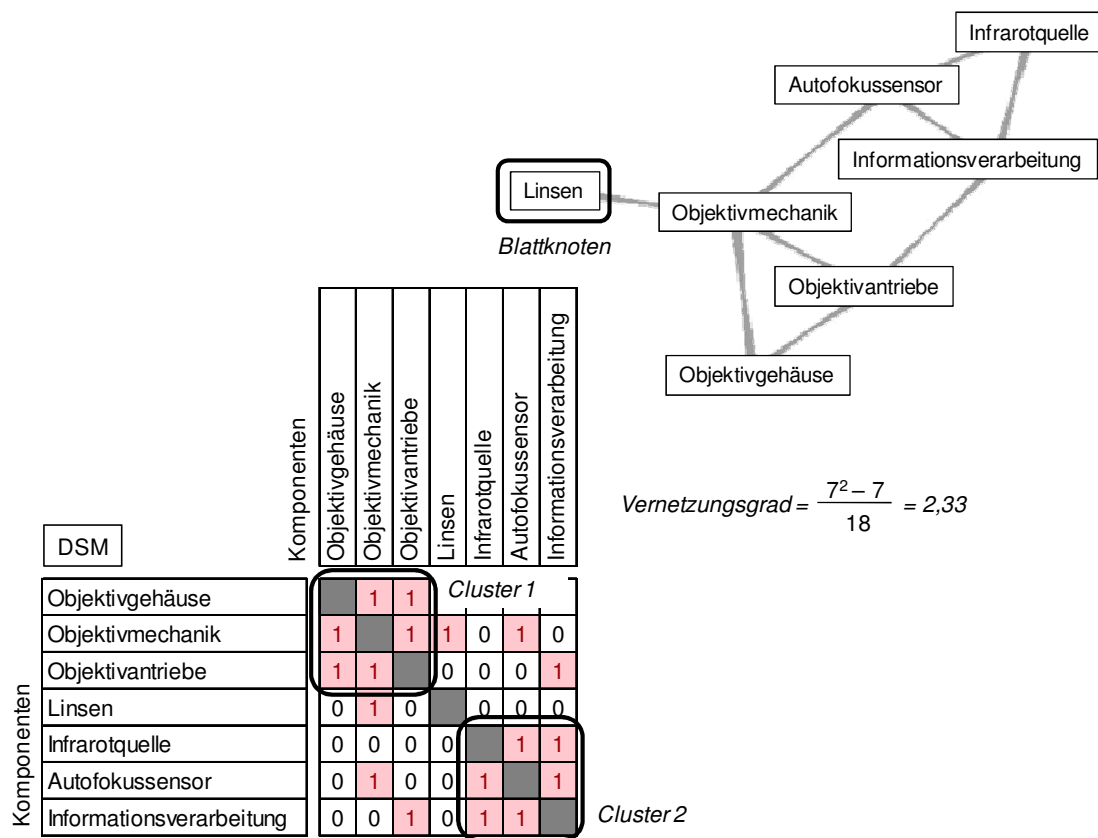 Infrarotquelle
Autofokussensor
Informationsverarbeitung
Linsen
Objektivmechanik
Blattknoten
Objektivantriebe
Objektivgehäuse
Vernetzungsgrad = 7² – 7 / 18 = 2,33
DSM
Komponenten
Objektivgehäuse
Objektivmechanik
Objektivantriebe
Linsen
Infrarotquelle
Autofokussensor
Informationsverarbeitung
Komponenten
Objektivgehäuse 1 1 Cluster 1
Objektivmechanik 1 1 1 0 1 0
Objektivantriebe 1 1 0 0 0 1
Linsen 0 1 0 0 0 0
Infrarotquelle 0 0 0 0 1 1
Autofokussensor 0 1 0 0 1 1
Informationsverarbeitung 0 0 1 0 1 1
Cluster 2